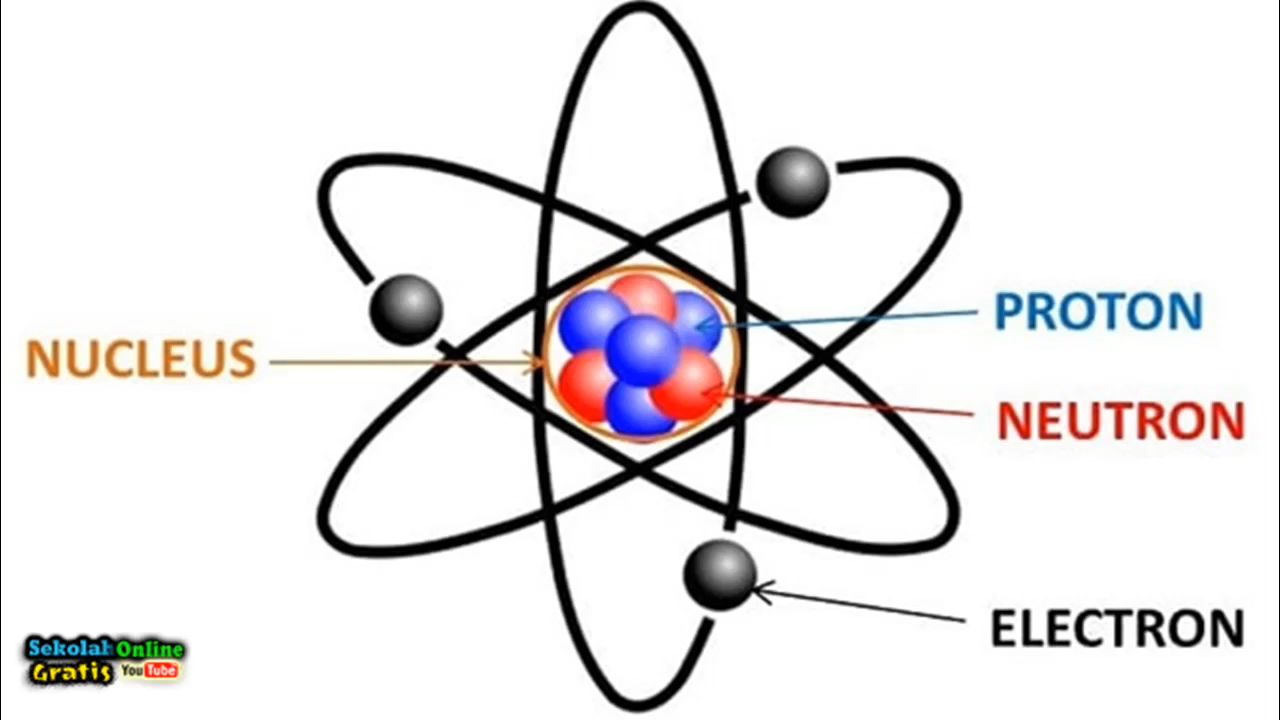 PROTON
NUCLEUS
NEUTRON
ELECTRON
Sekolah Online
Gratis YouTube